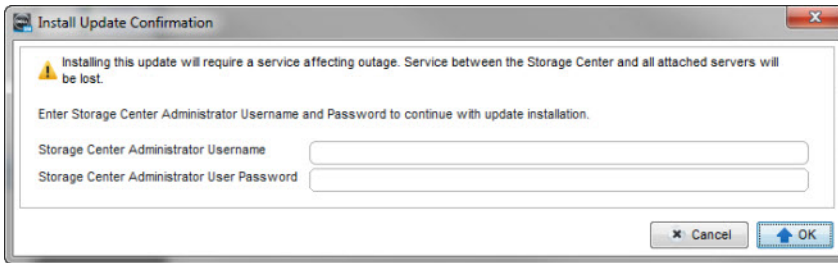 Install Update Confirmation
Installing this update will require a service affecting outage. Service between the Storage Center and all attached servers will
be lost.
Enter Storage Center Administrator Username and Password to continue with update installation.
Storage Center Administrator Username
Storage Center Administrator User Password
Cancel OK